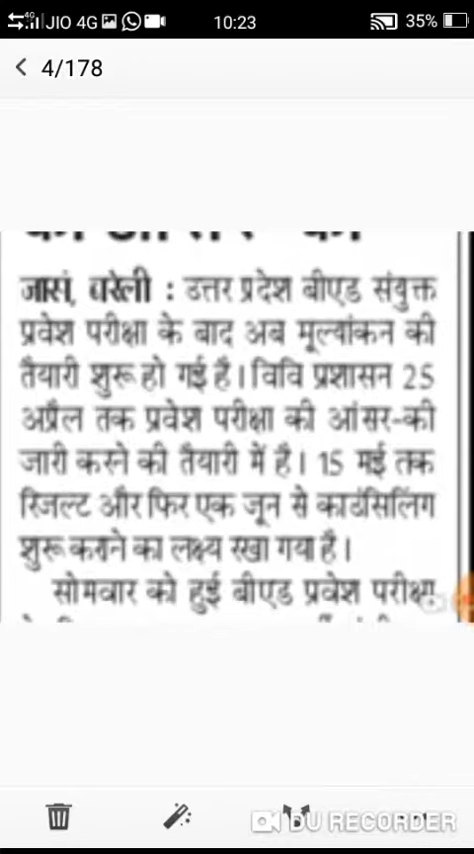 JIO 4G 10:23 35%
4/178
जासं, बरेली : उत्तर प्रदेश बीएड संयुक्त
प्रवेश परीक्षा के बाद अब मूल्यांकन की
तैयारी शुरू हो गई है। विवि प्रशासन 25
अप्रैल तक प्रवेश परीक्षा की आंसर-की
जारी करने की तैयारी में है। 15 मई तक
रिजल्ट और फिर एक जून से काउंसिलिंग
शुरू कराने का लक्ष्य रखा गया है।
सोमवार को हुई बीएड प्रवेश परीक्षा
DU RECORDER